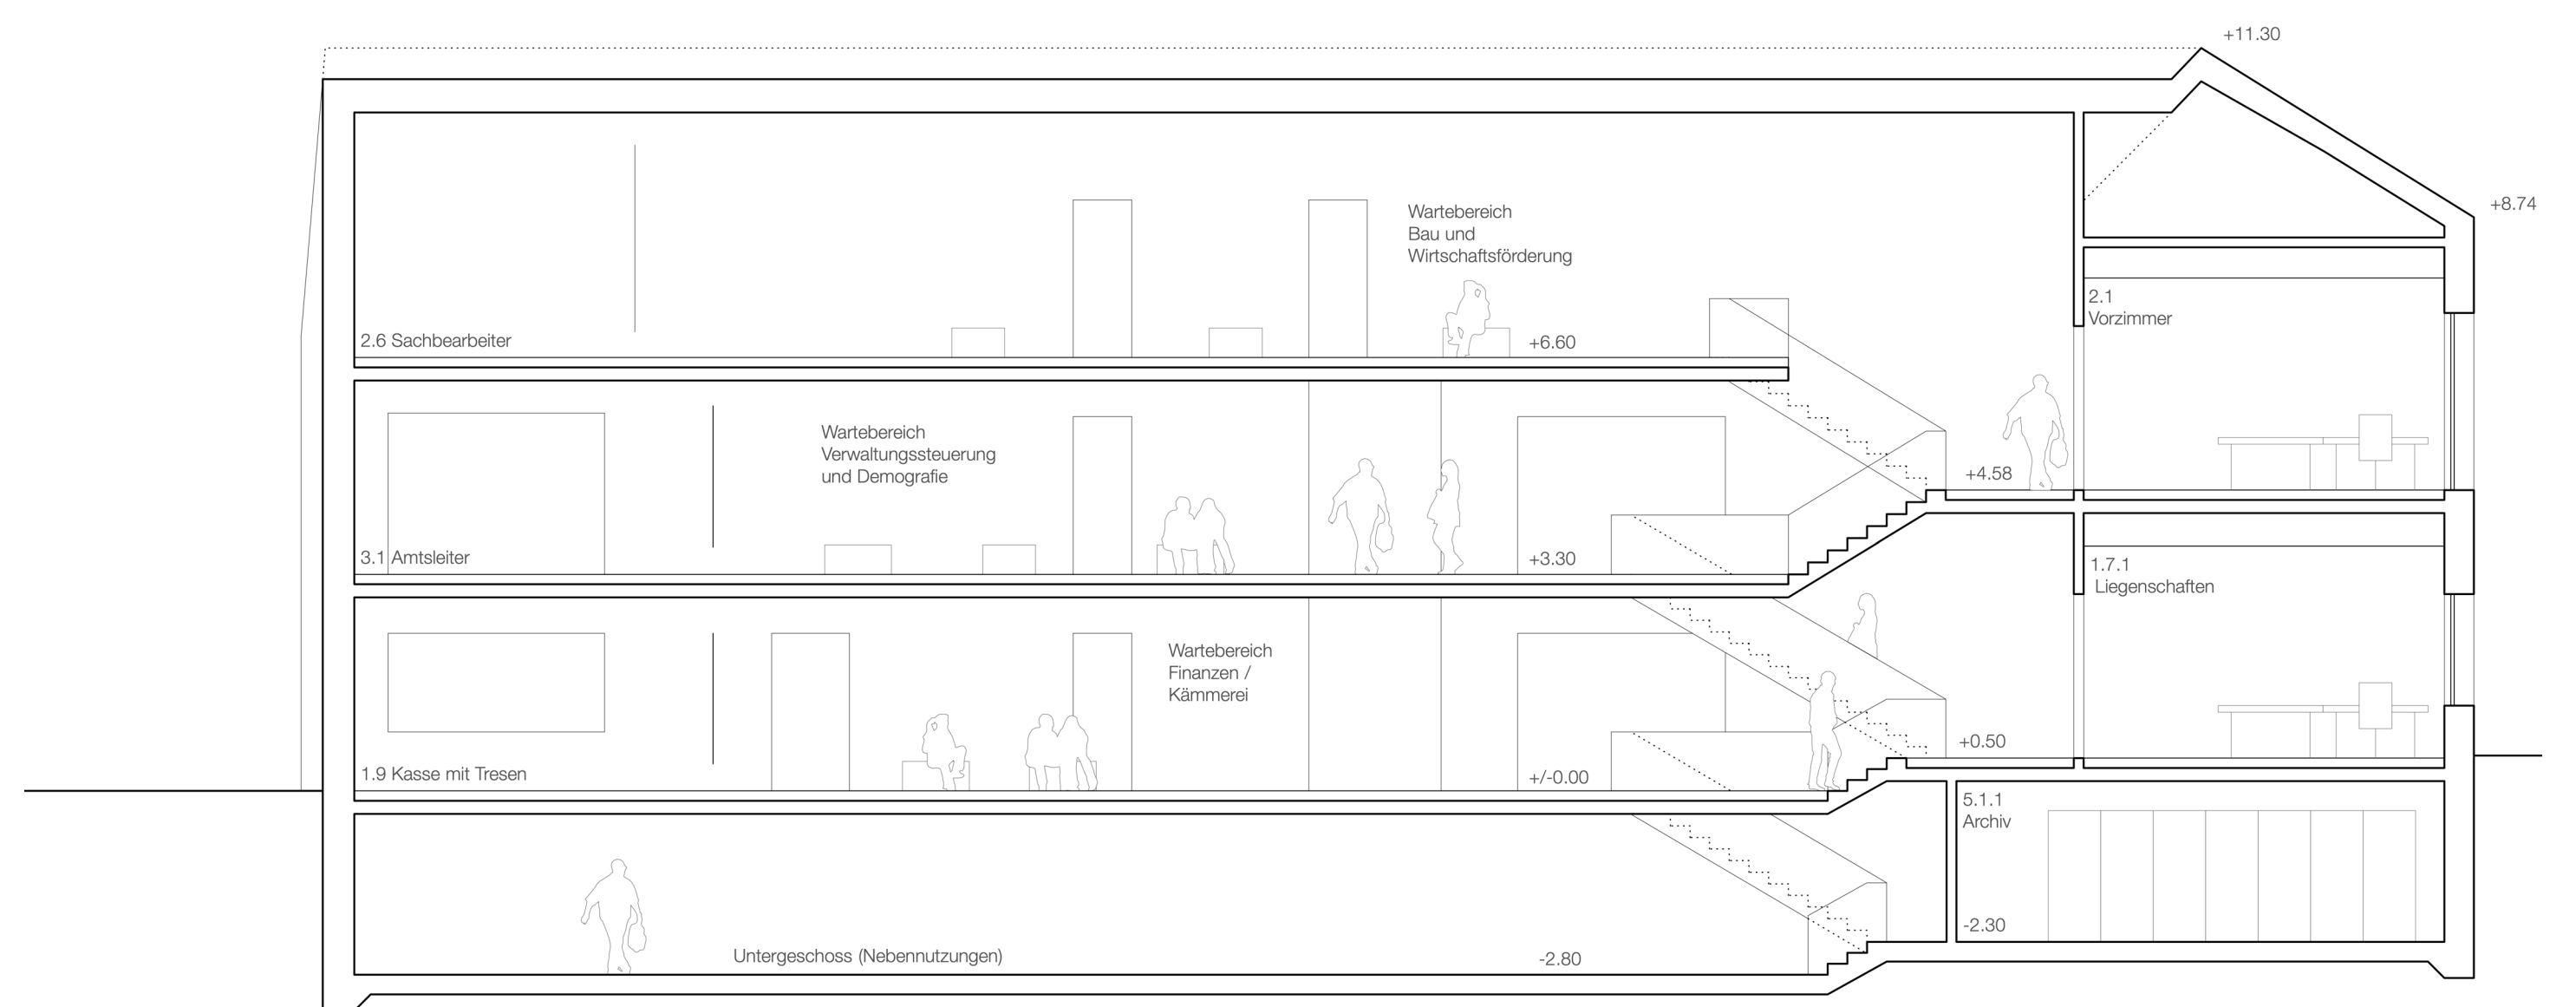 +11.30
+8.74
Wartebereich
Bau und
Wirtschaftsförderung
2.1
Vorzimmer
2.6 Sachbearbeiter
+6.60
Wartebereich
Verwaltungssteuerung
und Demografie
+4.58
3.1 Amtsleiter
+3.30
1.7.1
Liegenschaften
Wartebereich
Finanzen /
Kämmerei
+0.50
1.9 Kasse mit Tresen
+/-0.00
5.1.1
Archiv
-2.30
Untergeschoss (Nebennutzungen)
-2.80